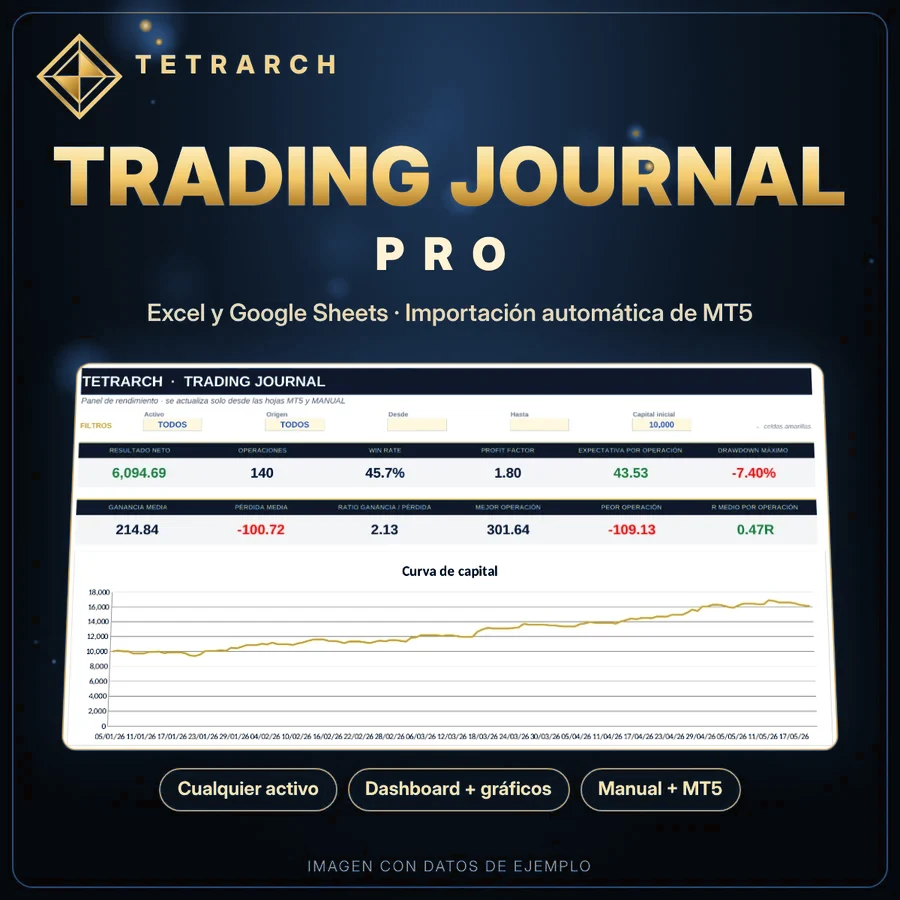 TETRARCH
TRADING JOURNAL
PRO
Excel y Google Sheets · Importación automática de MT5
TETRARCH · TRADING JOURNAL
Panel de rendimiento · se actualiza solo desde las hojas MT5 y MANUAL
Activo Origen Desde Hasta Capital inicial
FILTROS TODOS TODOS 10,000 ← celdas amarillas
RESULTADO NETO OPERACIONES WIN RATE PROFIT FACTOR EXPECTATIVA POR OPERACIÓN DRAWDOWN MÁXIMO
6,094.69 140 45.7% 1.80 43.53 -7.40%
GANANCIA MEDIA PÉRDIDA MEDIA RATIO GANANCIA / PÉRDIDA MEJOR OPERACIÓN PEOR OPERACIÓN R MEDIO POR OPERACIÓN
214.84 -100.72 2.13 301.64 -109.13 0.47R
Curva de capital
18,000
16,000
14,000
12,000
10,000
8,000
6,000
4,000
2,000
0
05/01/26 11/01/26 17/01/26 23/01/26 29/01/26 04/02/26 10/02/26 16/02/26 22/02/26 28/02/26 06/03/26 12/03/26 18/03/26 24/03/26 30/03/26 05/04/26 11/04/26 17/04/26 23/04/26 29/04/26 05/05/26 11/05/26 17/05/26
Cualquier activo Dashboard + gráficos Manual + MT5
IMAGEN CON DATOS DE EJEMPLO